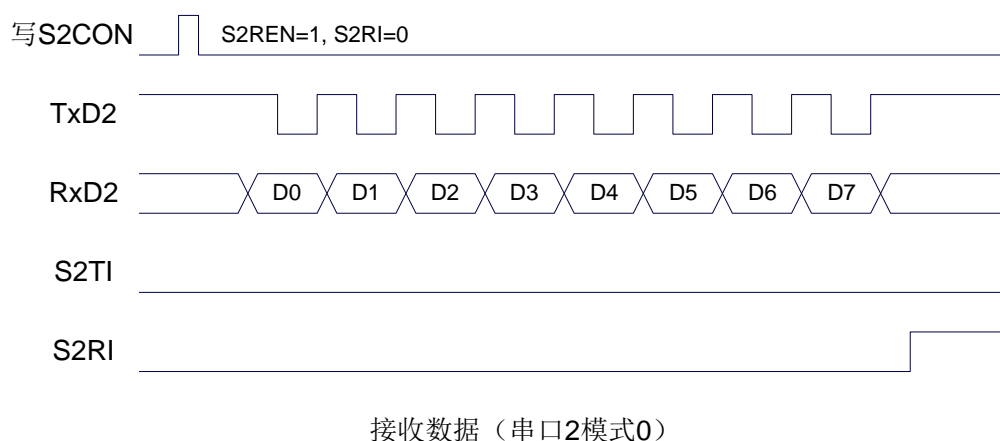 写S2CON S2REN=1, S2RI=0
TxD2
RxD2 D0 D1 D2 D3 D4 D5 D6 D7
S2TI
S2RI
接收数据（串口2模式0）